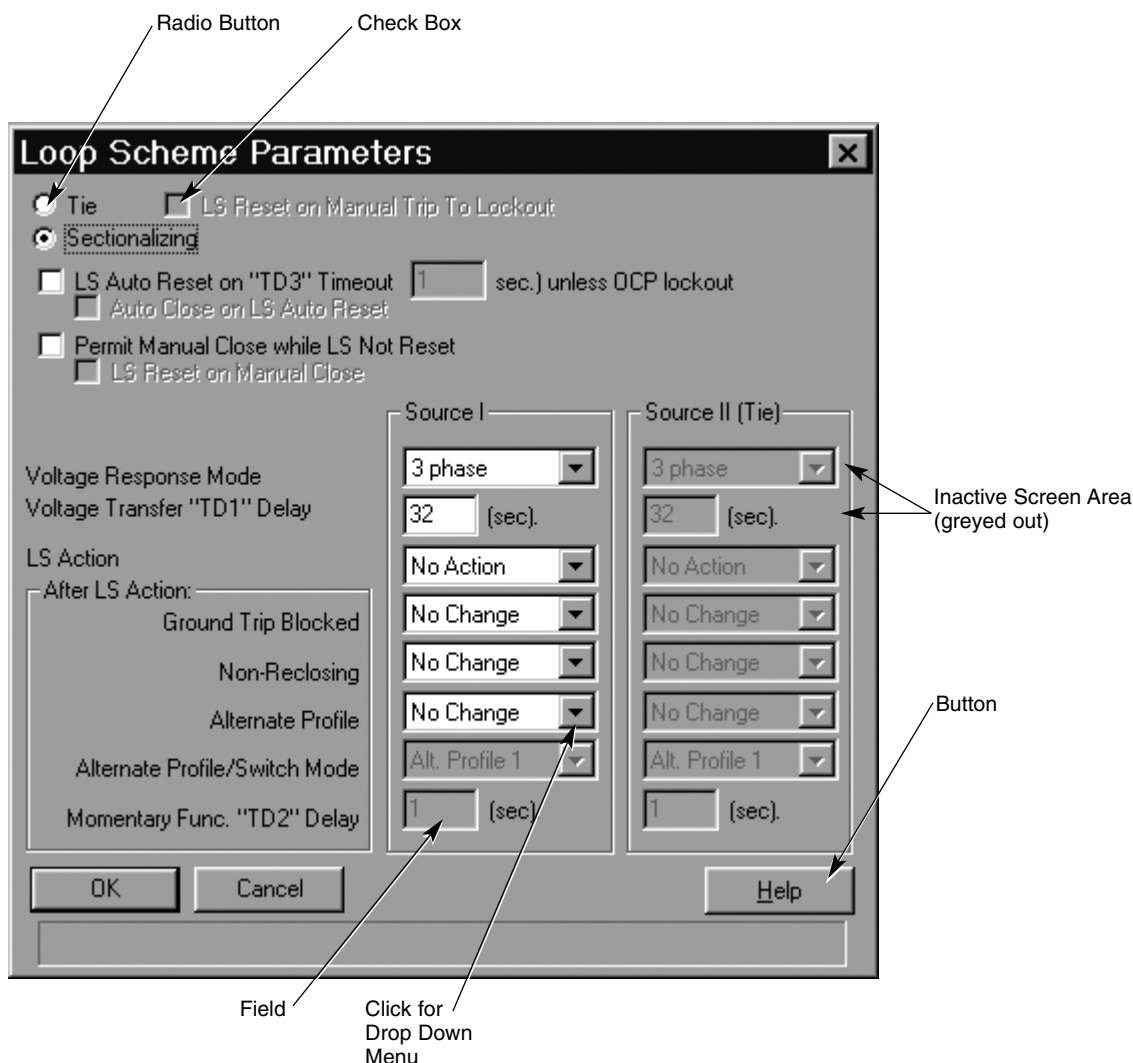 Radio Button
Check Box
Loop Scheme Parameters
Tie
LS Reset on Manual Trip To Lockout
Sectionalizing
LS Auto Reset on "TD3" Timeout 1 sec.) unless OCP lockout
Auto Close on LS Auto Reset
Permit Manual Close while LS Not Reset
LS Reset on Manual Close
Source I
Source II (Tie)
Voltage Response Mode 3 phase 3 phase
Voltage Transfer "TD1" Delay 32 (sec). 32 (sec).
Inactive Screen Area
(greyed out)
LS Action No Action No Action
After LS Action:
Ground Trip Blocked No Change No Change
Non-Reclosing No Change No Change
Alternate Profile No Change No Change
Button
Alternate Profile/Switch Mode Alt. Profile 1 Alt. Profile 1
Momentary Func. "TD2" Delay 1 (sec) 1 (sec).
OK Cancel Help
Field
Click for
Drop Down
Menu